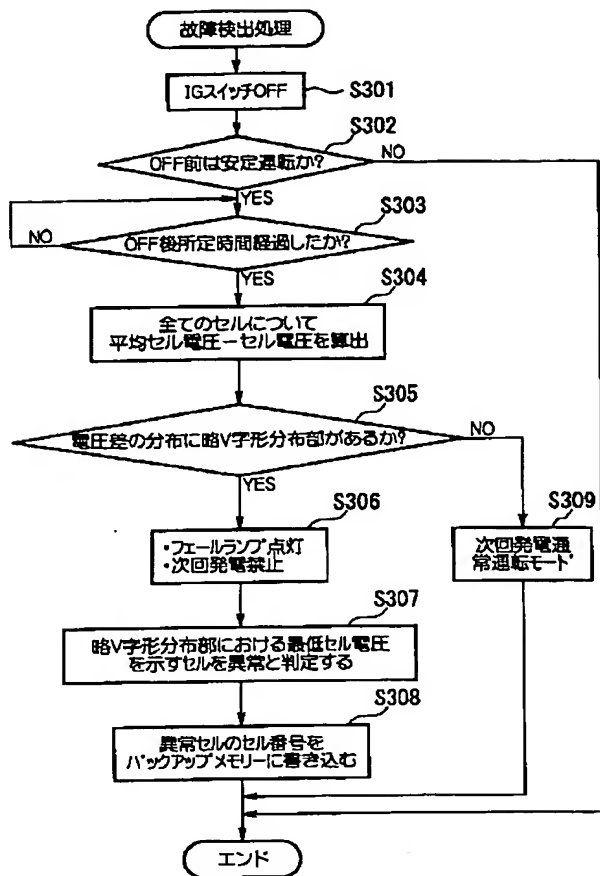 故障検出処理
IGスイッチOFF
S301
S302
OFF前は安定運転か?
NO
YES
S303
OFF後所定時間経過したか?
NO
YES
S304
全てのセルについて
平均セル電圧ーセル電圧を算出
S305
電圧差の分布に略V字形分布部があるか?
NO
YES
S306
・フェールランプ点灯
・次回発電禁止
S309
次回発電通
常運転モード
S307
略V字形分布部における最低セル電圧
を示すセルを異常と判定する
S308
異常セルのセル番号を
バックアップメモリーに書き込む
エンド